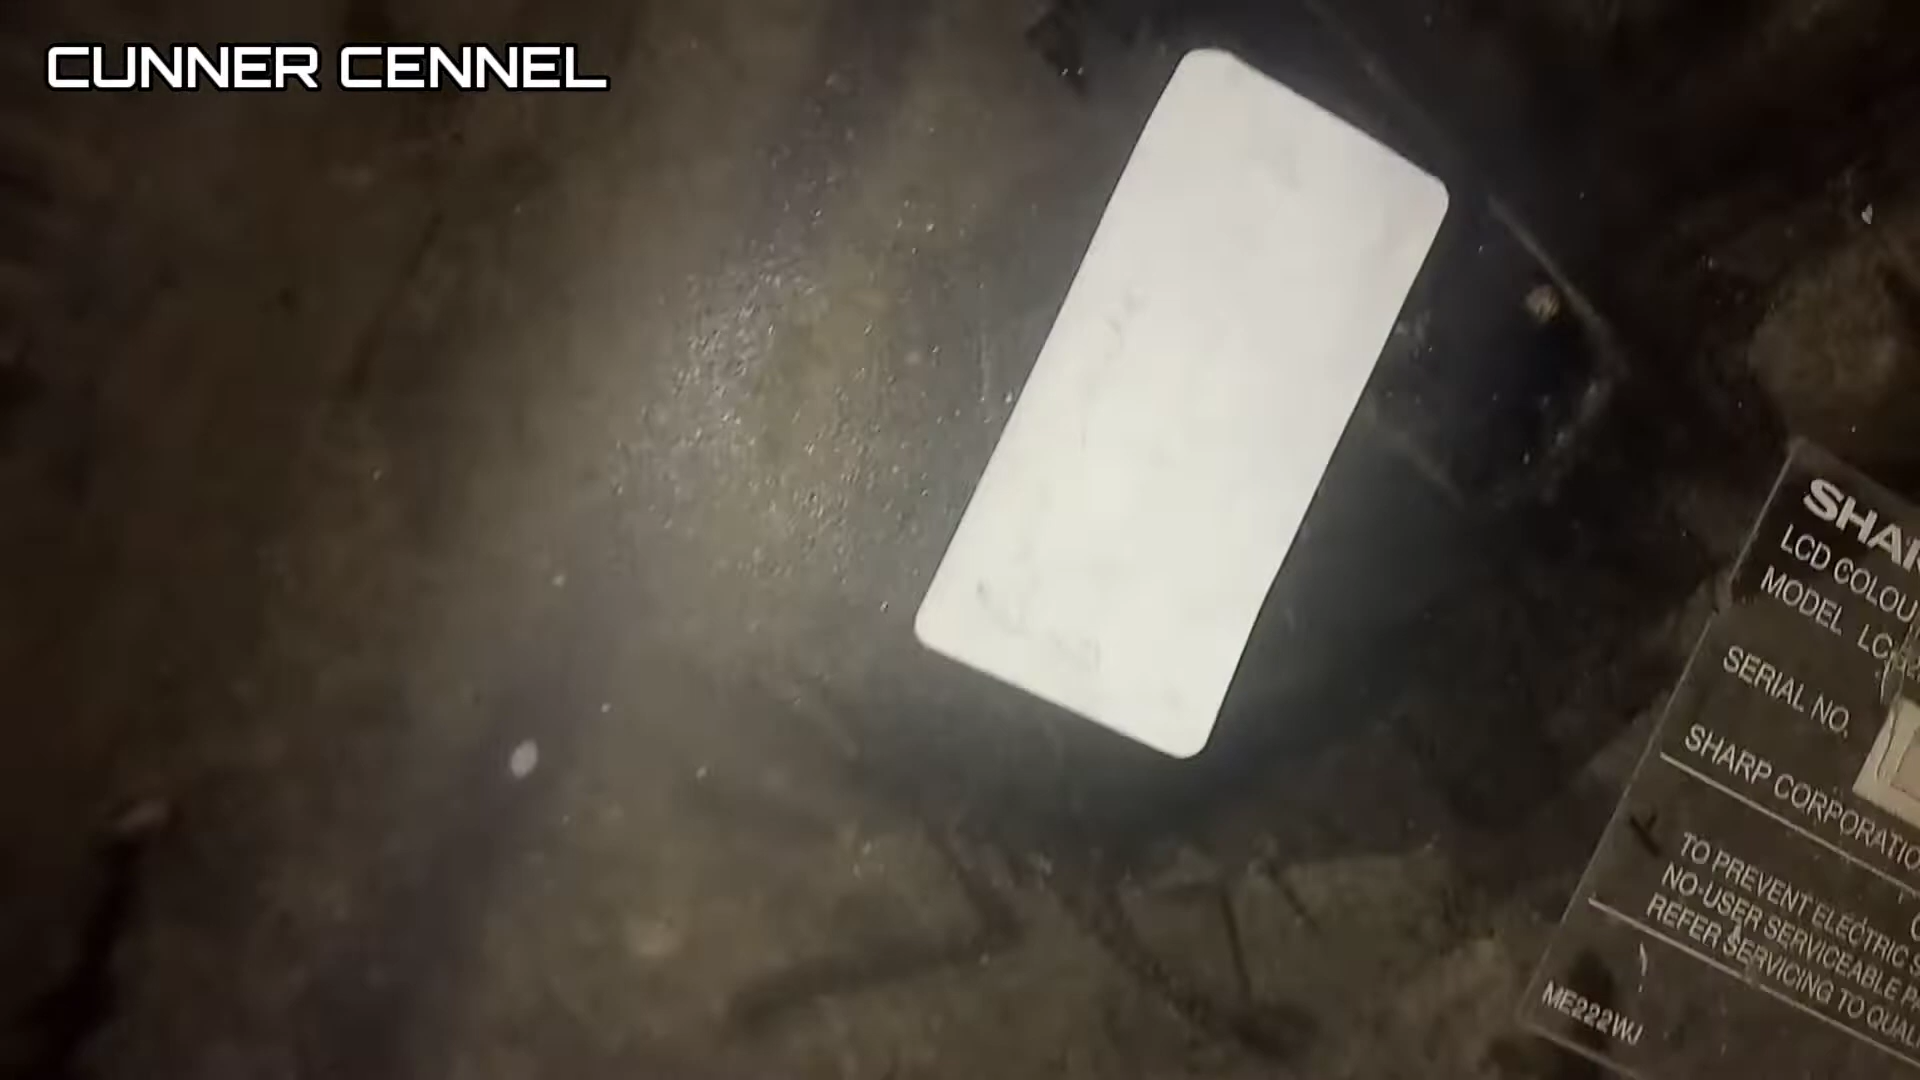 CUNNER CENNEL
SHAR
LCD COLOU
MODEL LC-
SERIAL NO.
SHARP CORPORATIO
TO PREVENT ELECTRIC S
NO-USER SERVICEABLE PA
REFER SERVICING TO QUAL
ME222WJ